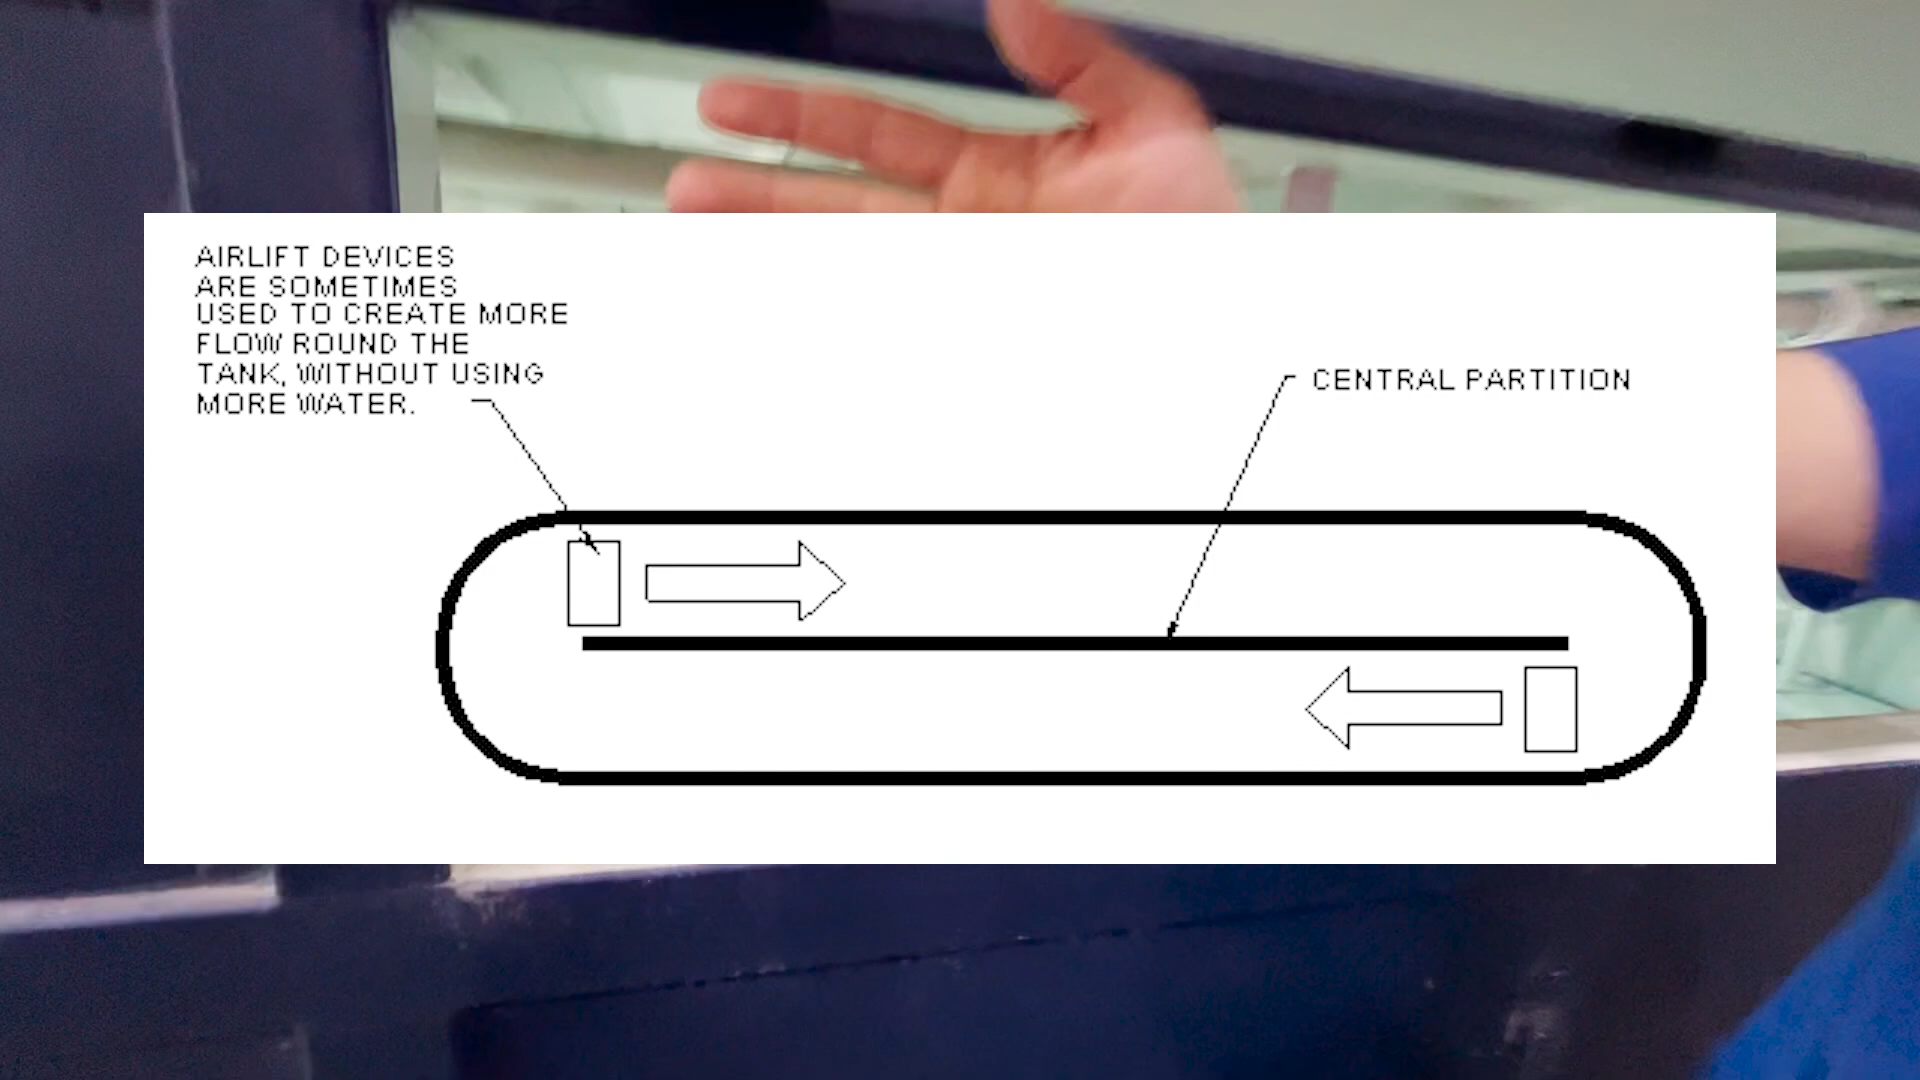 AIRLIFT DEVICES
ARE SOMETIMES
USED TO CREATE MORE
FLOW ROUND THE
TANK, WITHOUT USING
MORE WATER.
CENTRAL PARTITION